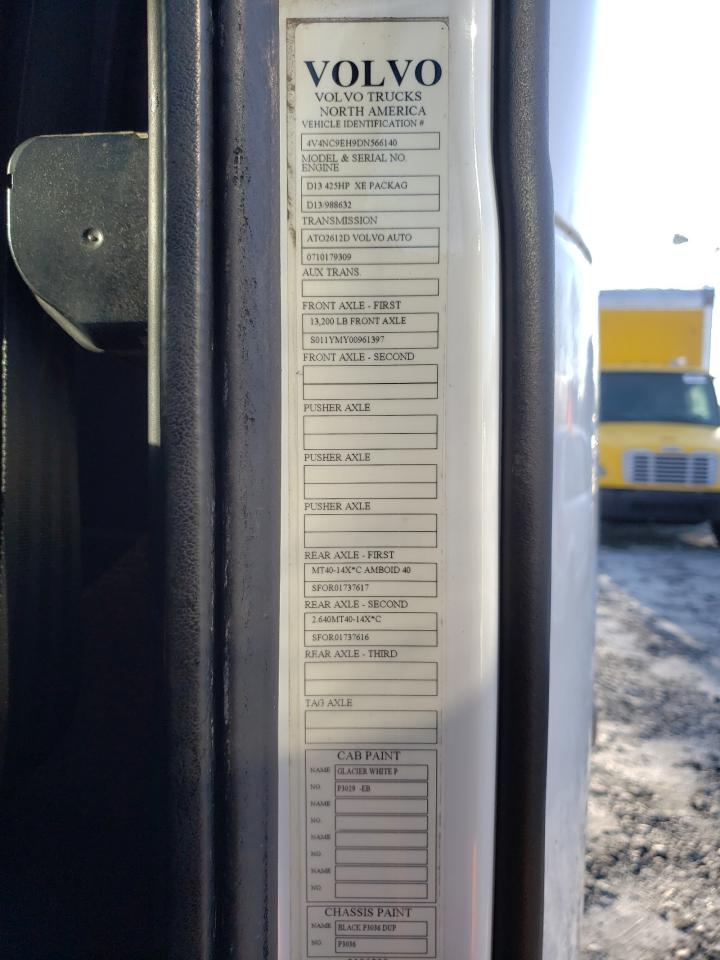 VOLVO
VOLVO TRUCKS
NORTH AMERICA
VEHICLE IDENTIFICATION #
4V4NC9EH9DN566140
MODEL & SERIAL NO.
ENGINE
D13 425HP XE PACKAG
D13/988632
TRANSMISSION
ATO2612D VOLVO AUTO
0710179309
AUX TRANS.
FRONT AXLE - FIRST
13,200 LB FRONT AXLE
S011YMY00961397
FRONT AXLE - SECOND
PUSHER AXLE
PUSHER AXLE
PUSHER AXLE
REAR AXLE - FIRST
MT40-14X*C AMBOID 40
SFOR01737617
REAR AXLE - SECOND
2.640MT40-14X*C
SFOR01737616
REAR AXLE - THIRD
TAG AXLE
CAB PAINT
NAME GLACIER WHITE P
NO. P3029 -EB
NAME
NO.
NAME
NO
NAME
NO.
CHASSIS PAINT
NAME BLACK P3036 DUP
NO. P3036